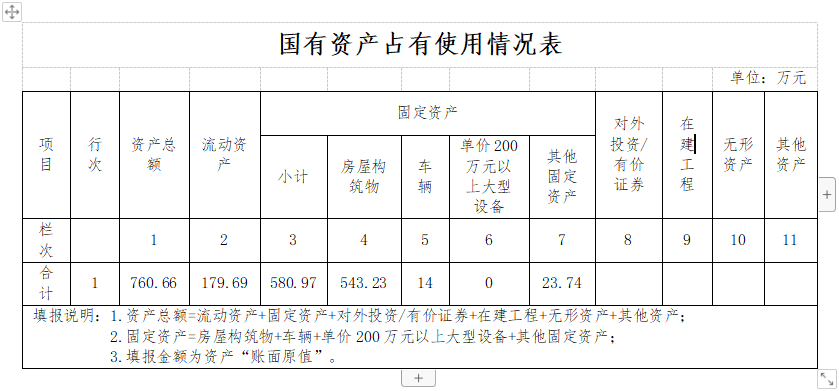 国有资产占有使用情况表
单位：万元
项目 行次 资产总额 流动资产 固定资产 对外投资/有价证券 在建工程 无形资产 其他资产
小计 房屋构筑物 车辆 单价200万元以上大型设备 其他固定资产
栏次 1 2 3 4 5 6 7 8 9 10 11
合计 1 760.66 179.69 580.97 543.23 14 0 23.74
填报说明：1.资产总额=流动资产+固定资产+对外投资/有价证券+在建工程+无形资产+其他资产；
2.固定资产=房屋构筑物+车辆+单价200万元以上大型设备+其他固定资产；
3.填报金额为资产“账面原值”。